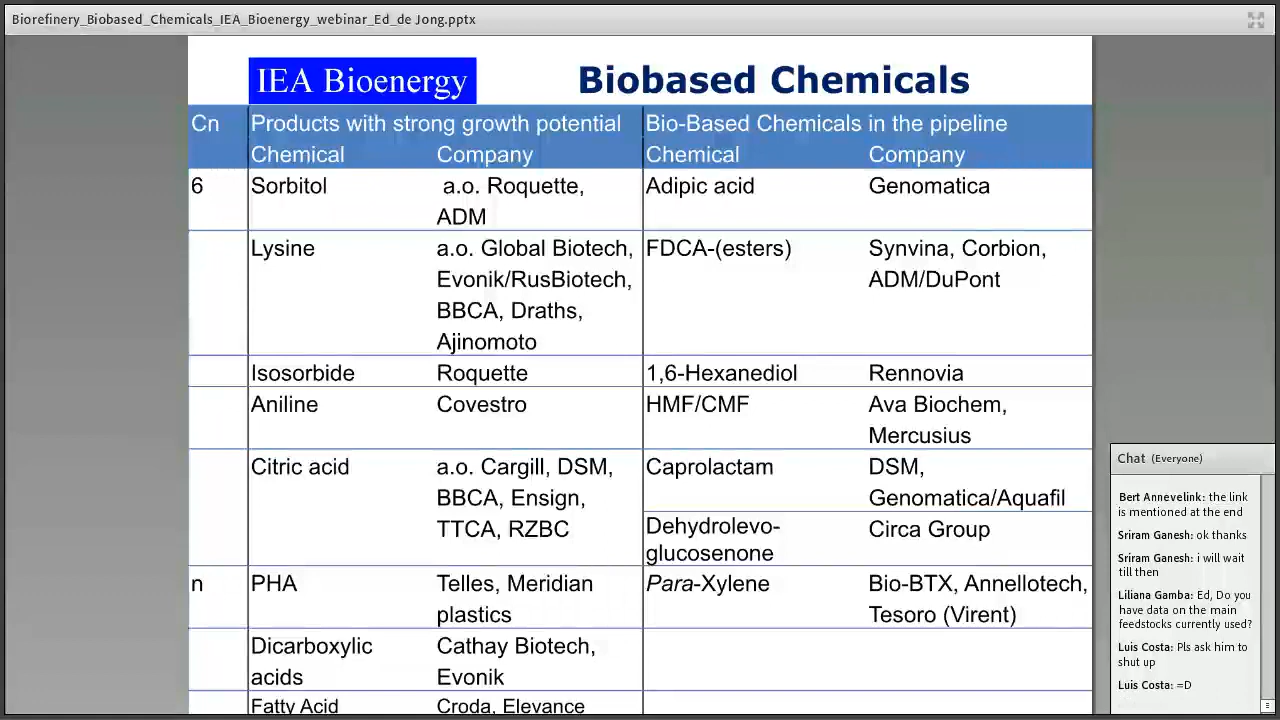 Biorefinery_Biobased_Chemicals_IEA_Bioenergy_webinar_Ed_de Jong.pptx
IEA Bioenergy
Biobased Chemicals
Cn Products with strong growth potential Bio-Based Chemicals in the pipeline
Chemical Company Chemical Company
6 Sorbitol a.o. Roquette, Adipic acid Genomatica
ADM
Lysine a.o. Global Biotech, FDCA-(esters) Synvina, Corbion,
Evonik/RusBiotech, ADM/DuPont
BBCA, Draths,
Ajinomoto
Isosorbide Roquette 1,6-Hexanediol Rennovia
Aniline Covestro HMF/CMF Ava Biochem,
Mercusius
Citric acid a.o. Cargill, DSM, Caprolactam DSM,
BBCA, Ensign, Genomatica/Aquafil
TTCA, RZBC Dehydrolevo- Circa Group
glucosenone
n PHA Telles, Meridian Para-Xylene Bio-BTX, Annellotech,
plastics Tesoro (Virent)
Dicarboxylic Cathay Biotech,
acids Evonik
Fatty Acid Croda, Elevance
Chat (Everyone)
Bert Annevelink: the link
is mentioned at the end
Sriram Ganesh: ok thanks
Sriram Ganesh: i will wait
till then
Liliana Gamba: Ed, Do you
have data on the main
feedstocks currently used?
Luis Costa: Pls ask him to
shut up
Luis Costa: =D